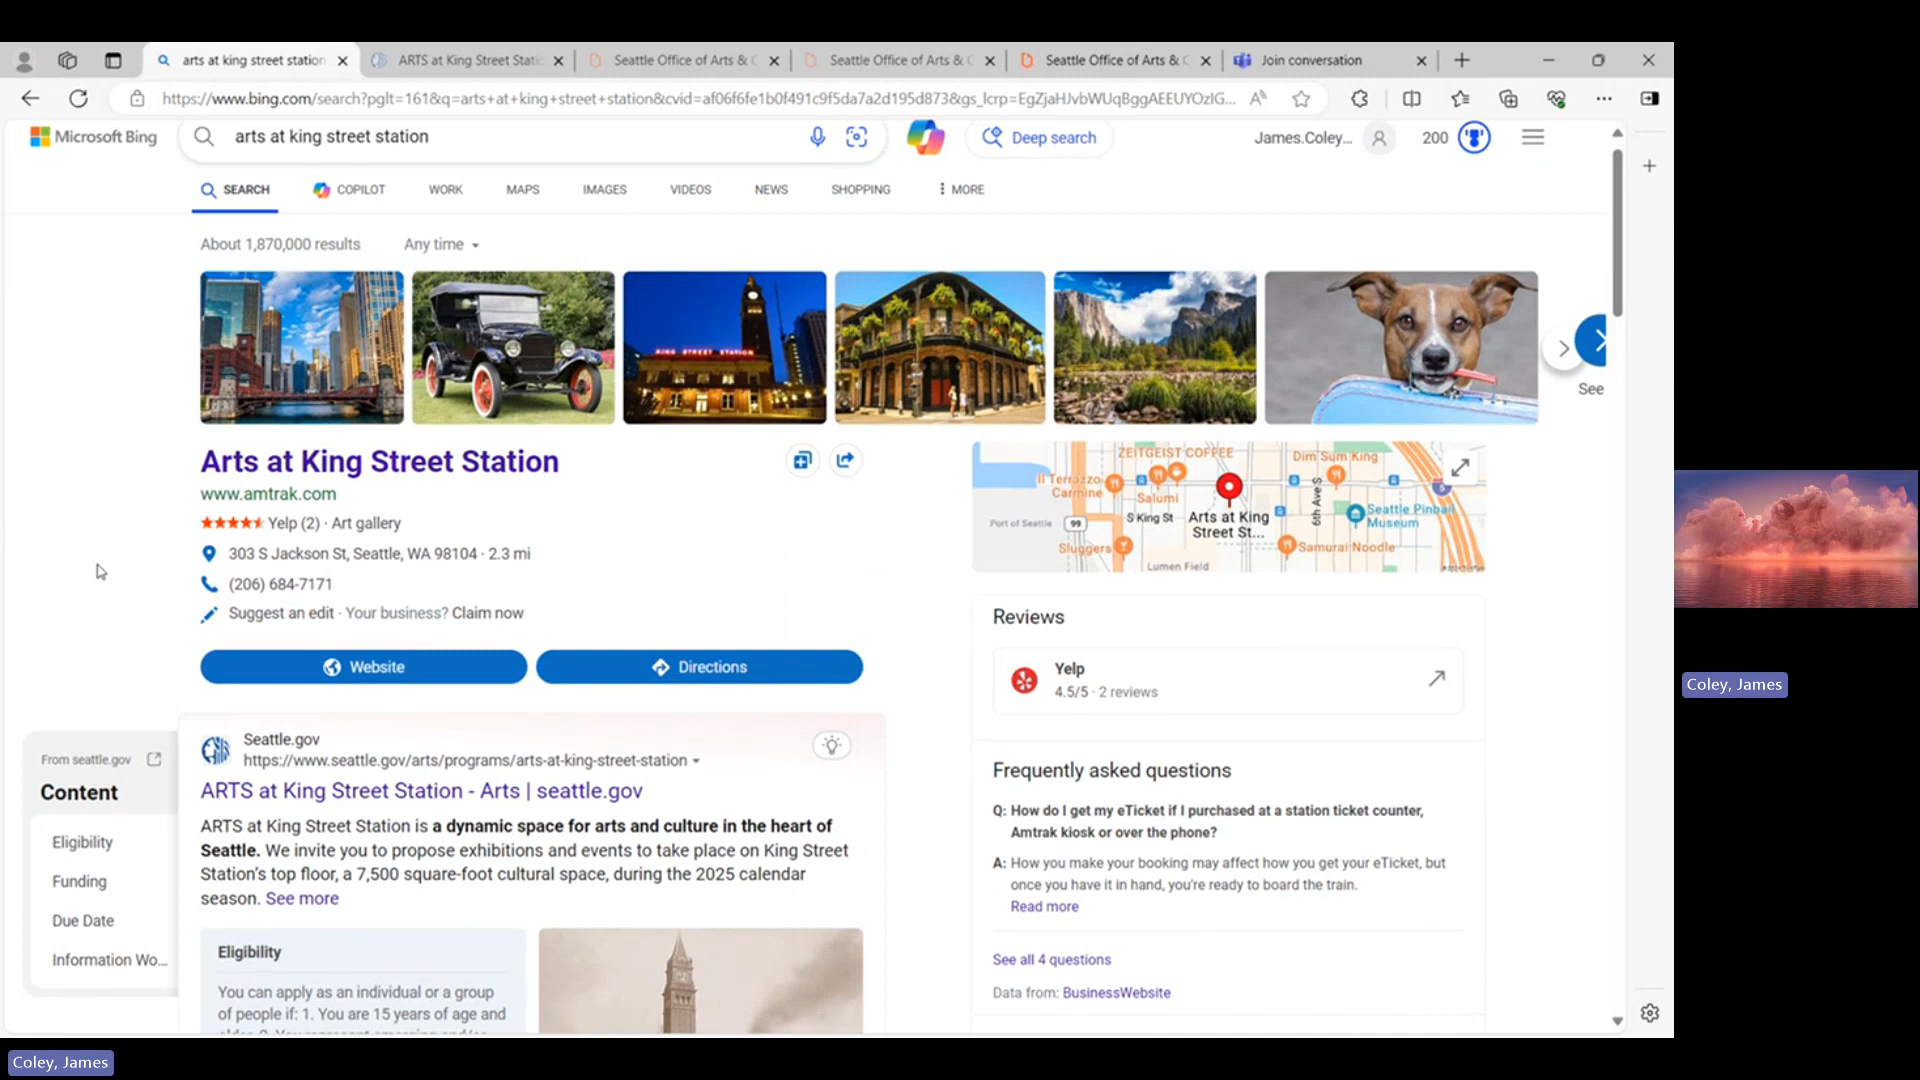 arts at king street station
ARTS at King Street Stati
Seattle Office of Arts & C
Seattle Office of Arts & C
Seattle Office of Arts & C
Join conversation
https://www.bing.com/search?pglt=161&q=arts+at+king+street+station&cvid=af06f6fe1b0f491c9f5da7a2d195d873&gs_lcrp=EgZjaHJvbWUqBggAEEUYOzIG...
Microsoft Bing
arts at king street station
Deep search
James.Coley...
200
SEARCH
COPILOT
WORK
MAPS
IMAGES
VIDEOS
NEWS
SHOPPING
MORE
About 1,870,000 results
Any time
KING STREET STATION
See
Arts at King Street Station
www.amtrak.com
Yelp (2) · Art gallery
303 S Jackson St, Seattle, WA 98104 · 2.3 mi
(206) 684-7171
Suggest an edit · Your business? Claim now
Website
Directions
ZEITGEIST COFFEE
Dim Sum King
Il Terrazzo
Carmine
Salumi
6th Ave S
Seattle Pinball
Museum
Port of Seattle
99
S King St
Arts at King
Street St...
Sluggers
Samurai Noodle
Lumen Field
Reviews
Yelp
4.5/5 · 2 reviews
Frequently asked questions
Q: How do I get my eTicket if I purchased at a station ticket counter,
Amtrak kiosk or over the phone?
A: How you make your booking may affect how you get your eTicket, but
once you have it in hand, you're ready to board the train.
Read more
See all 4 questions
Data from: BusinessWebsite
From seattle.gov
Content
Eligibility
Funding
Due Date
Information Wo...
Seattle.gov
https://www.seattle.gov/arts/programs/arts-at-king-street-station
ARTS at King Street Station - Arts | seattle.gov
ARTS at King Street Station is a dynamic space for arts and culture in the heart of
Seattle. We invite you to propose exhibitions and events to take place on King Street
Station's top floor, a 7,500 square-foot cultural space, during the 2025 calendar
season. See more
Eligibility
You can apply as an individual or a group
of people if: 1. You are 15 years of age and
Coley, James
Coley, James